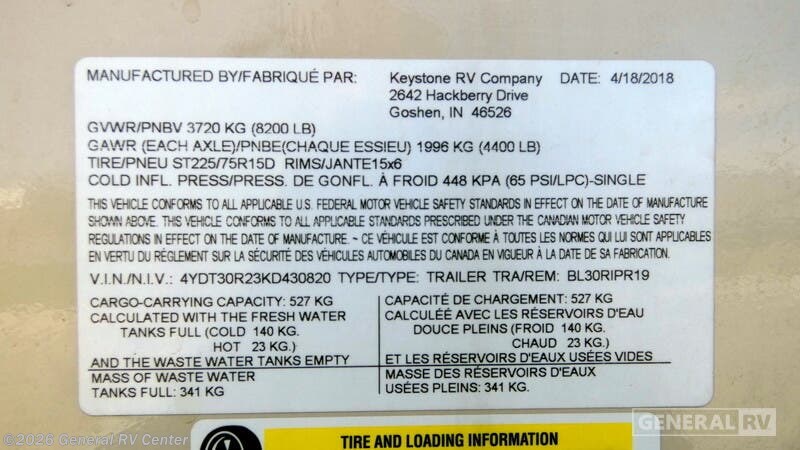 MANUFACTURED BY/FABRIQUÉ PAR: Keystone RV Company DATE: 4/18/2018
2642 Hackberry Drive
Goshen, IN 46526
GVWR/PNBV 3720 KG (8200 LB)
GAWR (EACH AXLE)/PNBE(CHAQUE ESSIEU) 1996 KG (4400 LB)
TIRE/PNEU ST225/75R15D RIMS/JANTE15x6
COLD INFL. PRESS/PRESS. DE GONFL. À FROID 448 KPA (65 PSI/LPC)-SINGLE
THIS VEHICLE CONFORMS TO ALL APPLICABLE U.S. FEDERAL MOTOR VEHICLE SAFETY STANDARDS IN EFFECT ON THE DATE OF MANUFACTURE
SHOWN ABOVE. THIS VEHICLE CONFORMS TO ALL APPLICABLE STANDARDS PRESCRIBED UNDER THE CANADIAN MOTOR VEHICLE SAFETY
REGULATIONS IN EFFECT ON THE DATE OF MANUFACTURE. ~ CE VÉHICULE EST CONFORME À TOUTES LES NORMES QUI LUI SONT APPLICABLES
EN VERTU DU RÉGLEMENT SUR LA SÉCURITÉ DES VÉHICULES AUTOMOBILES DU CANADA EN VIGUEUR À LA DATE DE SA FABRICATION.
V.I.N./N.I.V.: 4YDT30R23KD430820 TYPE/TYPE: TRAILER TRA/REM: BL30RIPR19
CARGO-CARRYING CAPACITY: 527 KG
CALCULATED WITH THE FRESH WATER
TANKS FULL (COLD 140 KG.
HOT 23 KG.)
AND THE WASTE WATER TANKS EMPTY
MASS OF WASTE WATER
TANKS FULL: 341 KG
CAPACITÉ DE CHARGEMENT: 527 KG
CALCULÉE AVEC LES RÉSERVOIRS D'EAU
DOUCE PLEINS (FROID 140 KG.
CHAUD 23 KG.)
ET LES RÉSERVOIRS D'EAUX USÉES VIDES
MASSE DES RÉSERVOIRS D'EAUX
USÉES PLEINS: 341 KG
TIRE AND LOADING INFORMATION
GENERAL RV
©2026 General RV Center